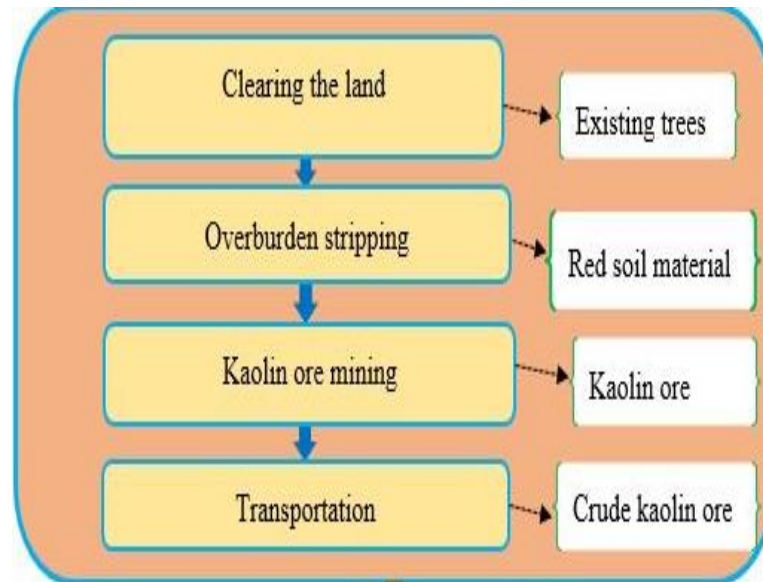 Clearing the land
Existing trees
Overburden stripping
Red soil material
Kaolin ore mining
Kaolin ore
Transportation
Crude kaolin ore